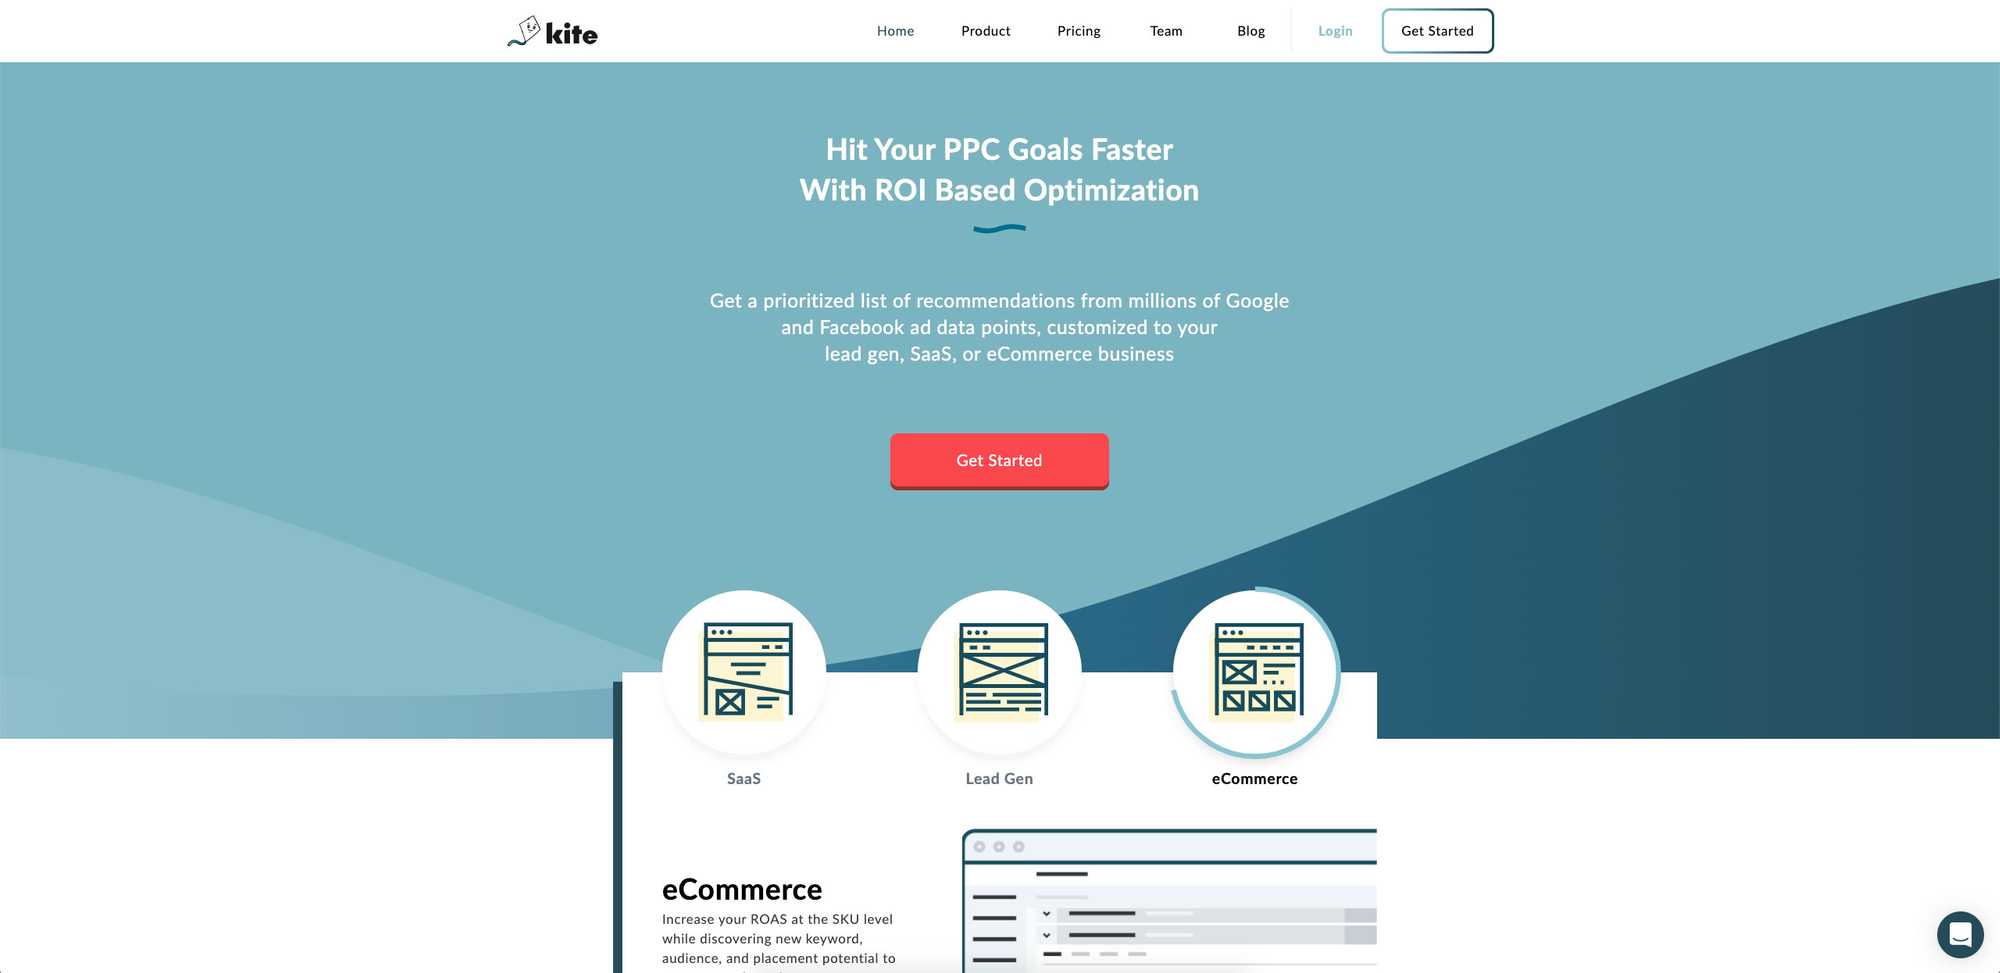 kite
Home
Product
Pricing
Team
Blog
Login
Get Started
Hit Your PPC Goals Faster
With ROI Based Optimization
Get a prioritized list of recommendations from millions of Google
and Facebook ad data points, customized to your
lead gen, SaaS, or eCommerce business
Get Started
SaaS
Lead Gen
eCommerce
eCommerce
Increase your ROAS at the SKU level
while discovering new keyword,
audience, and placement potential to